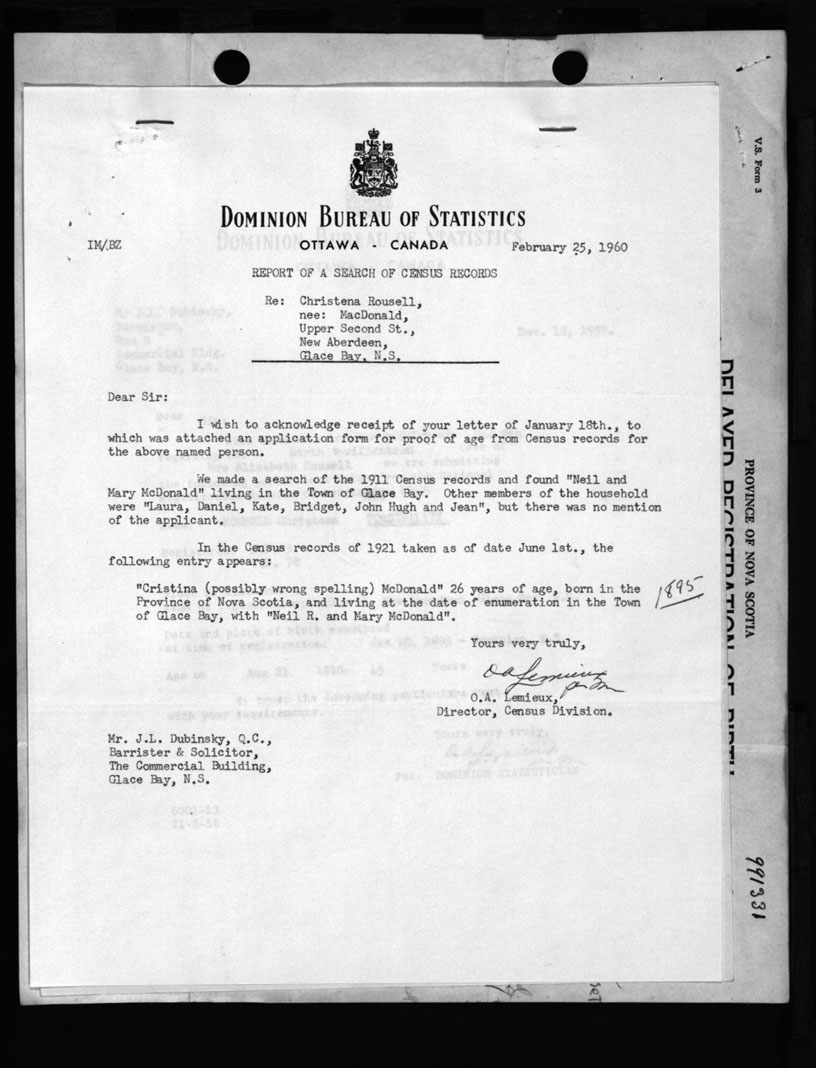 DOMINION BUREAU OF STATISTICS
OTTAWA - CANADA
IM/.BZ
February 25, 1960
REPORT OF A SEARCH OF CENSUS RECORDS
Re: Christena Rousell,
nee: MacDonald,
Upper Second St.,
New Aberdeen,
Glace Bay, N.S.
Dear Sir:
I wish to acknowledge receipt of your letter of January 18th., to
which was attached an application form for proof of age from Census records for
the above named person.
We made a search of the 1911 Census records and found "Neil and
Mary McDonald" living in the Town of Glace Bay. Other members of the household
were "Laura, Daniel, Kate, Bridget, John Hugh and Jean", but there was no mention
of the applicant.
In the Census records of 1921 taken as of date June 1st., the
following entry appears:
"Cristina (possibly wrong spelling) McDonald" 26 years of age, born in the
Province of Nova Scotia, and living at the date of enumeration in the Town
of Glace Bay, with "Neil R. and Mary McDonald".
1895
Yours very truly,
O A Lemieux
O.A. Lemieux,
Director, Census Division.
Mr. J.L. Dubinsky, Q.C.,
Barrister & Solicitor,
The Commercial Building,
Glace Bay, N.S.
V.S. Form 3
PROVINCE OF NOVA SCOTIA
DELAYED REGISTRATION OF BIRTH
991331